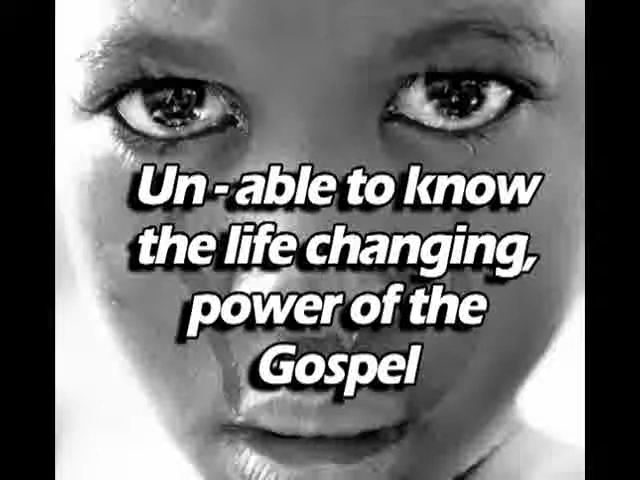 Un-able to know
the life changing,
power of the
Gospel